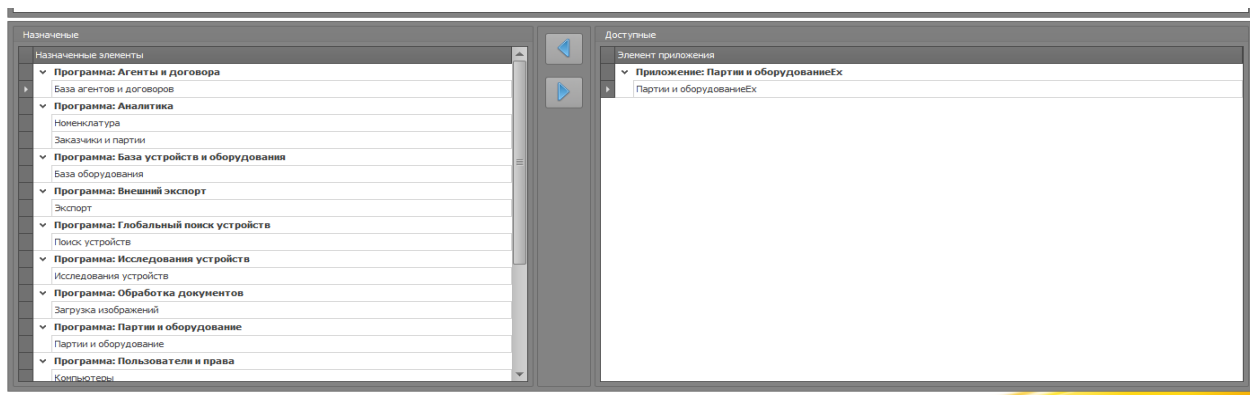 Назначеные
Назначенные элементы
Программа: Агенты и договора
База агентов и договоров
Программа: Аналитика
Номенклатура
Заказчики и партии
Программа: База устройств и оборудования
База оборудования
Программа: Внешний экспорт
Экспорт
Программа: Глобальный поиск устройств
Поиск устройств
Программа: Исследования устройств
Исследования устройств
Программа: Обработка документов
Загрузка изображений
Программа: Партии и оборудование
Партии и оборудование
Программа: Пользователи и права
Компьютеры
Доступные
Элемент приложения
Приложение: Партии и оборудованиеEx
Партии и оборудованиеEx